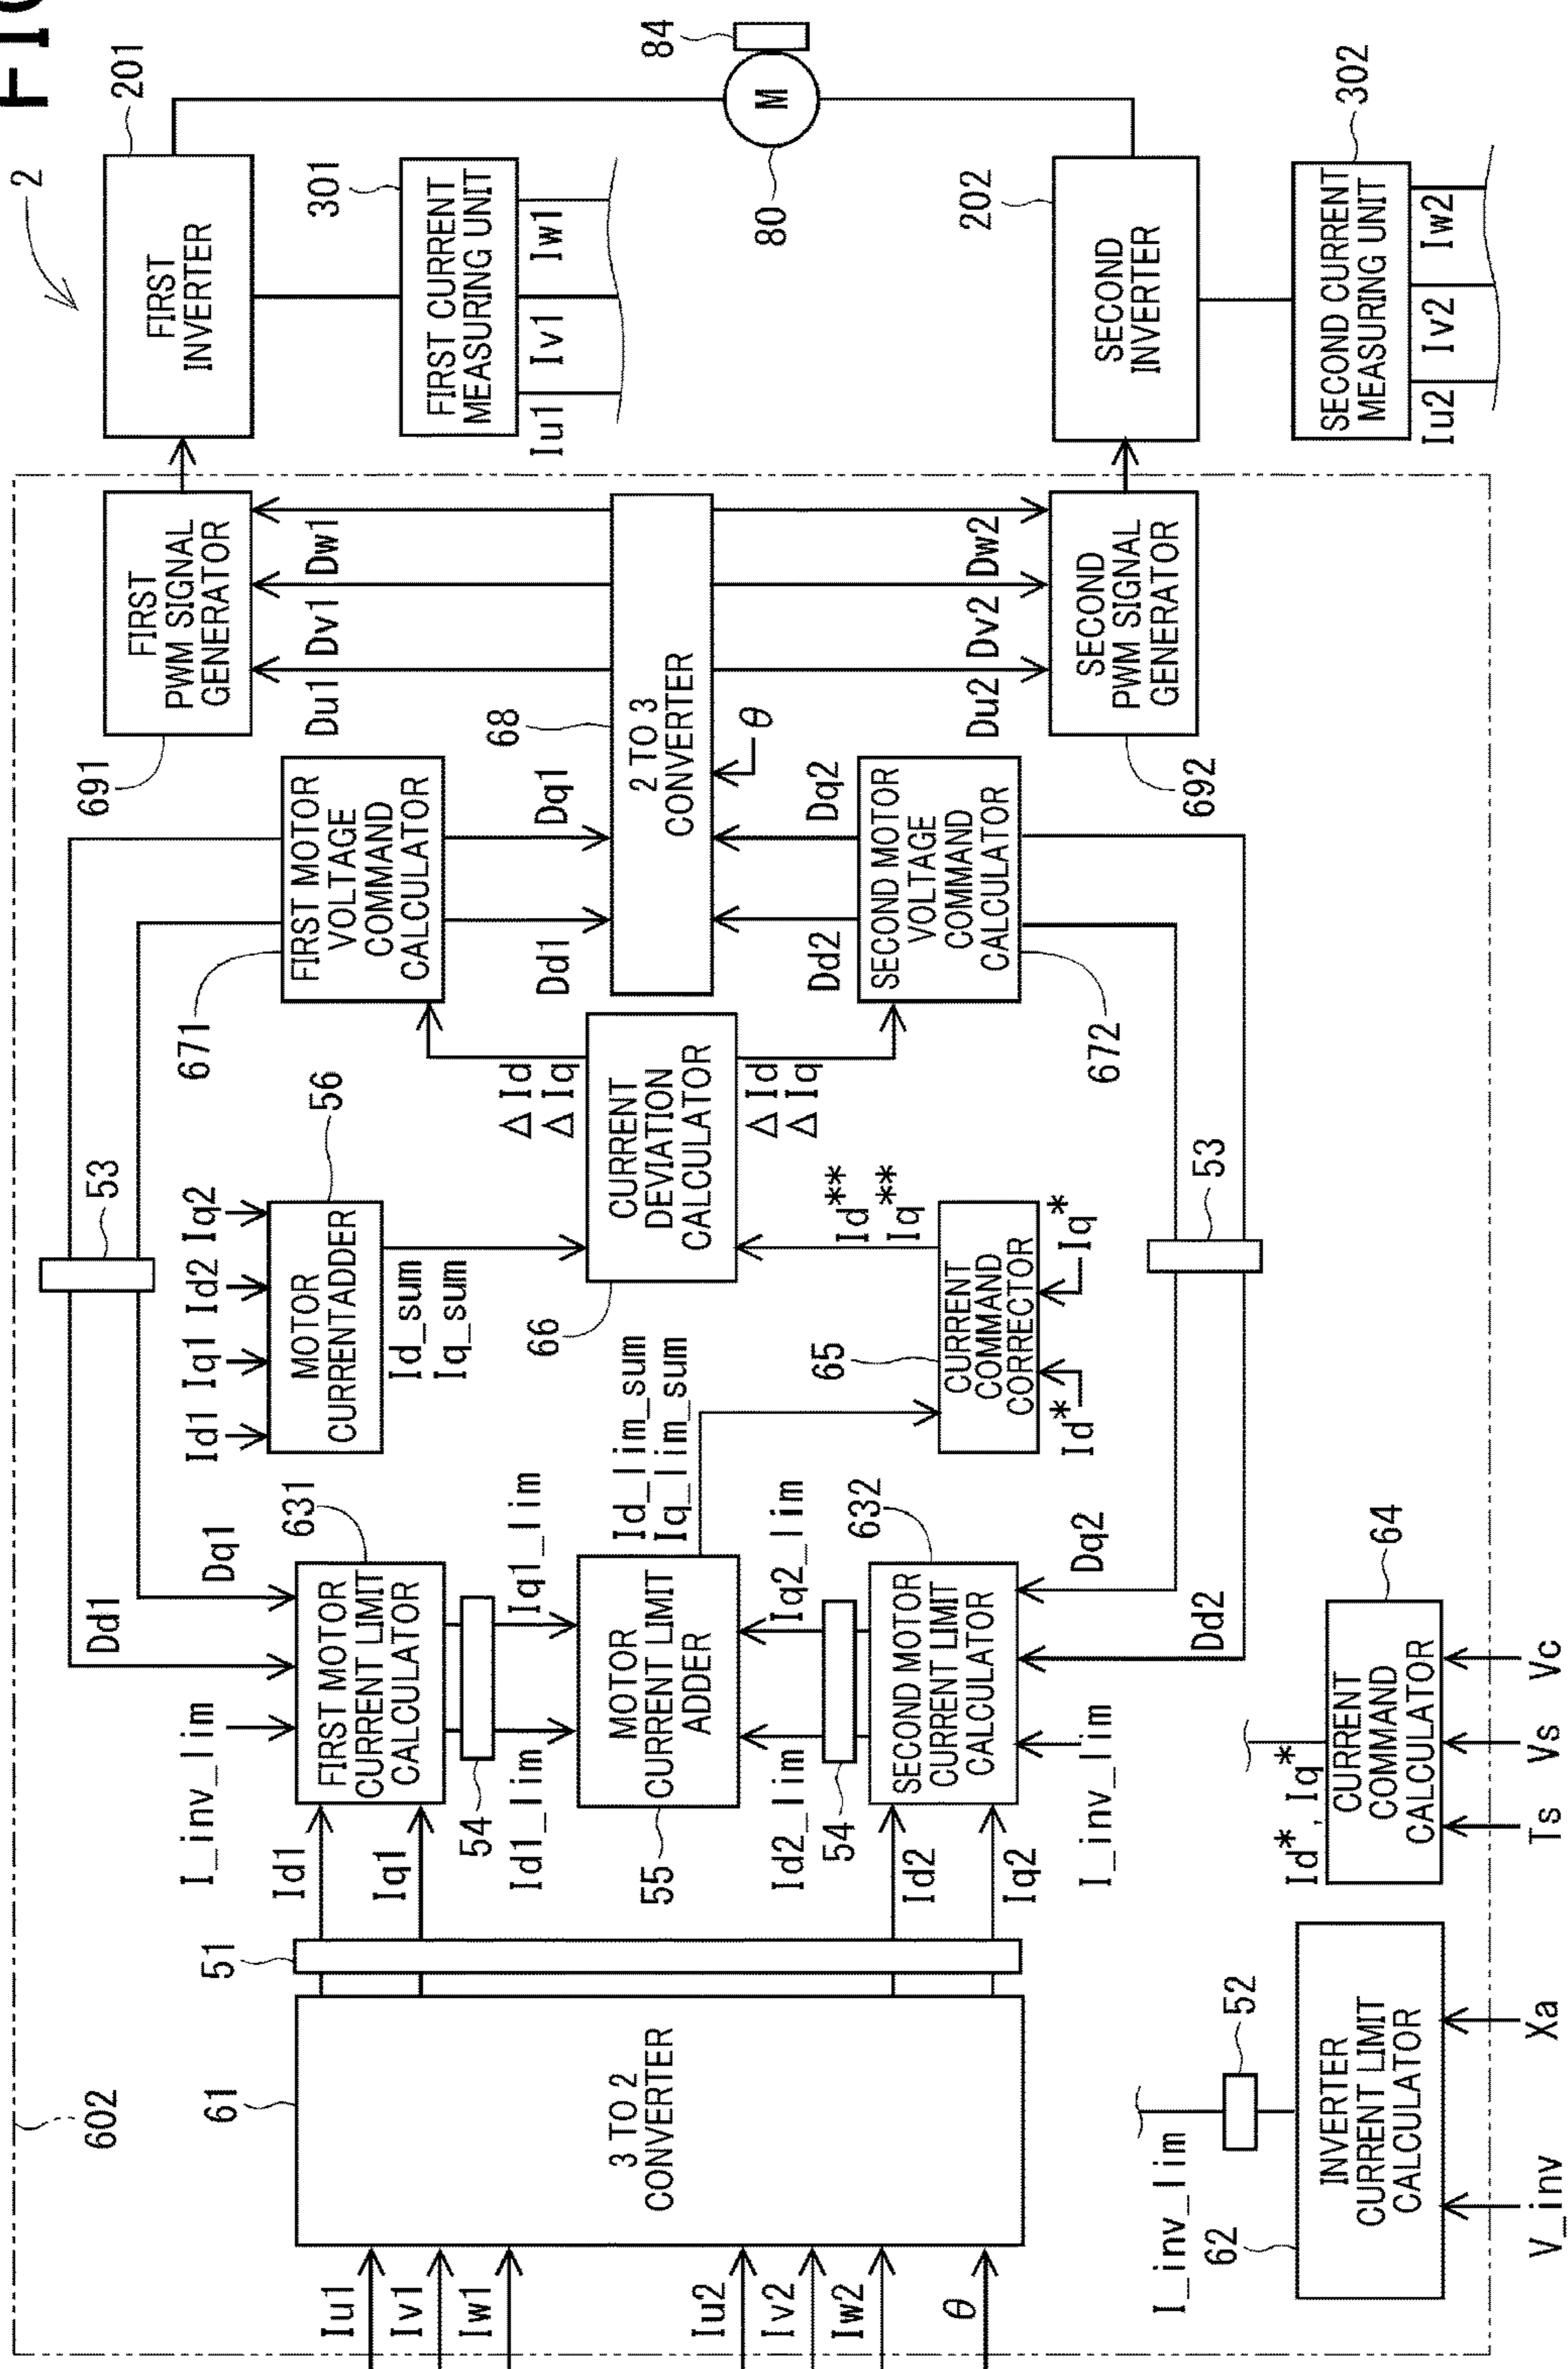 FIG
2
602
Iu1
Iv1
Iw1
Iu2
Iv2
Iw2
θ
61
3 TO 2
CONVERTER
51
Id1
Iq1
Id2
Iq2
I_inv_lim
Dd1
Dq1
631
FIRST MOTOR
CURRENT LIMIT
CALCULATOR
54
Id1_lim
Iq1_lim
55
MOTOR
CURRENT LIMIT
ADDER
Id_lim_sum
Iq_lim_sum
Id2_lim
Iq2_lim
54
632
SECOND MOTOR
CURRENT LIMIT
CALCULATOR
I_inv_lim
Dq2
Dd2
53
Id1
Iq1
Id2
Iq2
56
MOTOR
CURRENTADDER
Id_sum
Iq_sum
66
CURRENT
DEVIATION
CALCULATOR
Δ Id
Δ Iq
Δ Id
Δ Iq
Id**
Iq**
65
CURRENT
COMMAND
CORRECTOR
Id*
Iq*
53
671
FIRST MOTOR
VOLTAGE
COMMAND
CALCULATOR
Dd1
Dq1
68
2 TO 3
CONVERTER
θ
Dd2
Dq2
SECOND MOTOR
VOLTAGE
COMMAND
CALCULATOR
672
691
FIRST
PWM SIGNAL
GENERATOR
Du1
Dv1
Dw1
Du2
Dv2
Dw2
SECOND
PWM SIGNAL
GENERATOR
692
201
FIRST
INVERTER
301
FIRST CURRENT
MEASURING UNIT
Iu1
Iv1
Iw1
84
M
80
202
SECOND
INVERTER
302
SECOND CURRENT
MEASURING UNIT
Iu2
Iv2
Iw2
I_inv_lim
52
62
INVERTER
CURRENT LIMIT
CALCULATOR
V_inv
Xa
Id*, Iq*
64
CURRENT
COMMAND
CALCULATOR
Ts
Vs
Vc